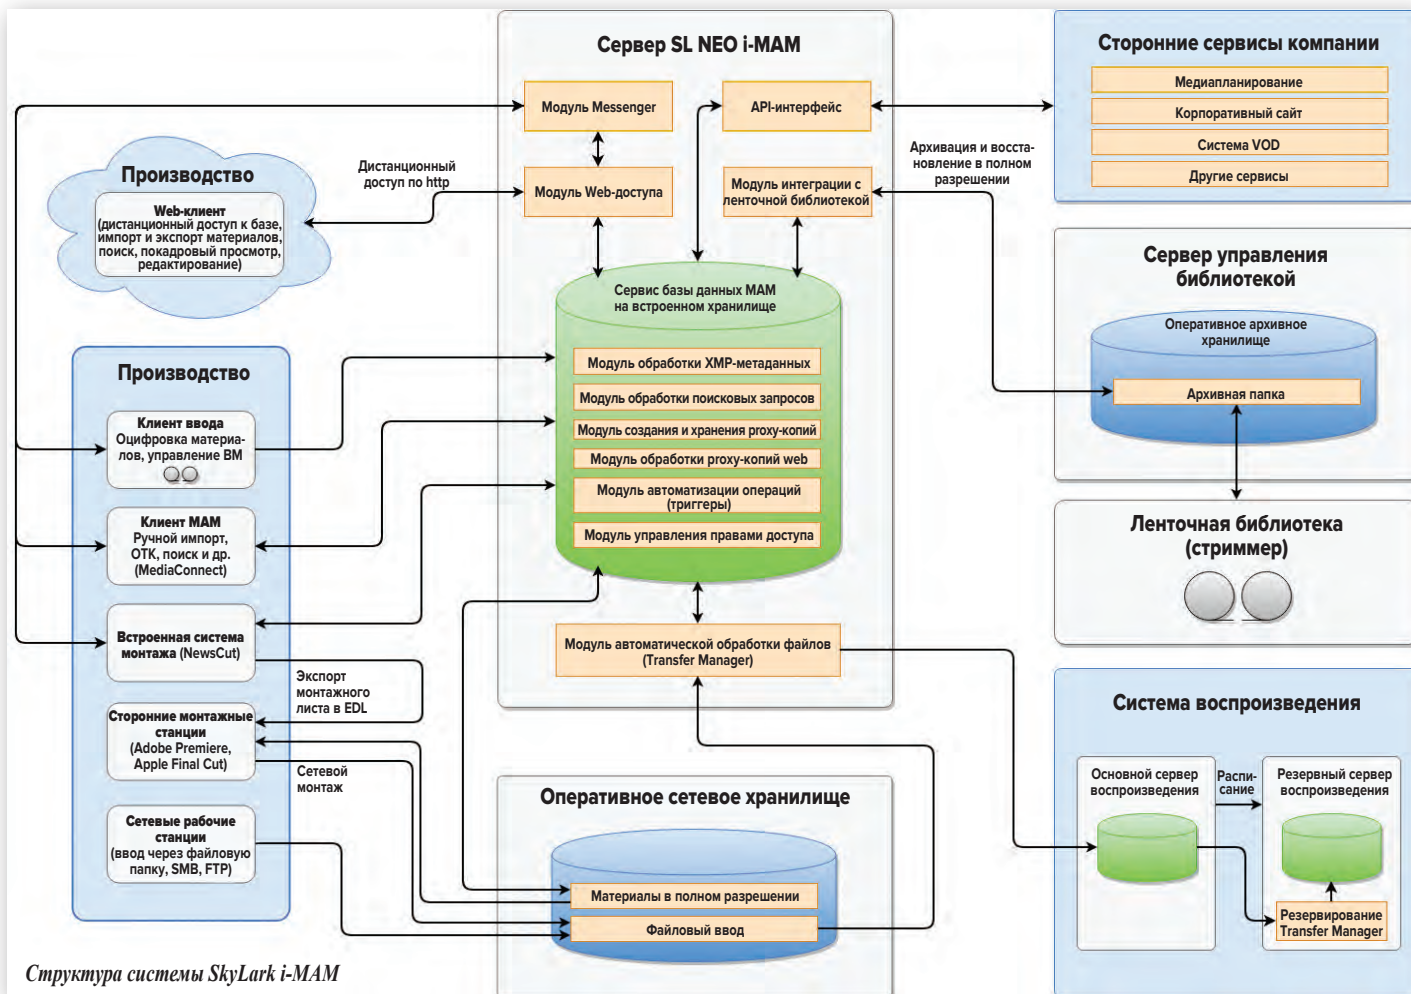 Сервер SL NEO i-MAM
Модуль Messenger
API-интерфейс
Модуль Web-доступа
Модуль интеграции с
ленточной библиотекой
Сторонние сервисы компании
Медиапланирование
Корпоративный сайт
Система VOD
Другие сервисы
Архивация и восста-
новление в полном
разрешении
Дистанционный
доступ по http
Производство
Web-клиент
(дистанционный доступ к базе,
импорт и экспорт материалов,
поиск, покадровый просмотр,
редактирование)
Сервис базы данных MAM
на встроенном хранилище
Модуль обработки XMP-метаданных
Модуль обработки поисковых запросов
Модуль создания и хранения proxy-копий
Модуль обработки proxy-копий web
Модуль автоматизации операций
(триггеры)
Модуль управления правами доступа
Модуль автоматической обработки файлов
(Transfer Manager)
Сервер управления
библиотекой
Оперативное архивное
хранилище
Архивная папка
Ленточная библиотека
(стриммер)
Производство
Клиент ввода
Оцифровка материа-
лов, управление ВМ
Клиент MAM
Ручной импорт,
ОТК, поиск и др.
(MediaConnect)
Встроенная система
монтажа (NewsCut)
Экспорт
монтажного
листа в EDL
Сторонние монтажные
станции
(Adobe Premiere,
Apple Final Cut)
Сетевой
монтаж
Сетевые рабочие
станции
(ввод через файловую
папку, SMB, FTP)
Оперативное сетевое хранилище
Материалы в полном разрешении
Файловый ввод
Система воспроизведения
Основной сервер
воспроизведения
Распи-
сание
Резервный сервер
воспроизведения
Резервирование
Transfer Manager
Структура системы SkyLark i-MAM